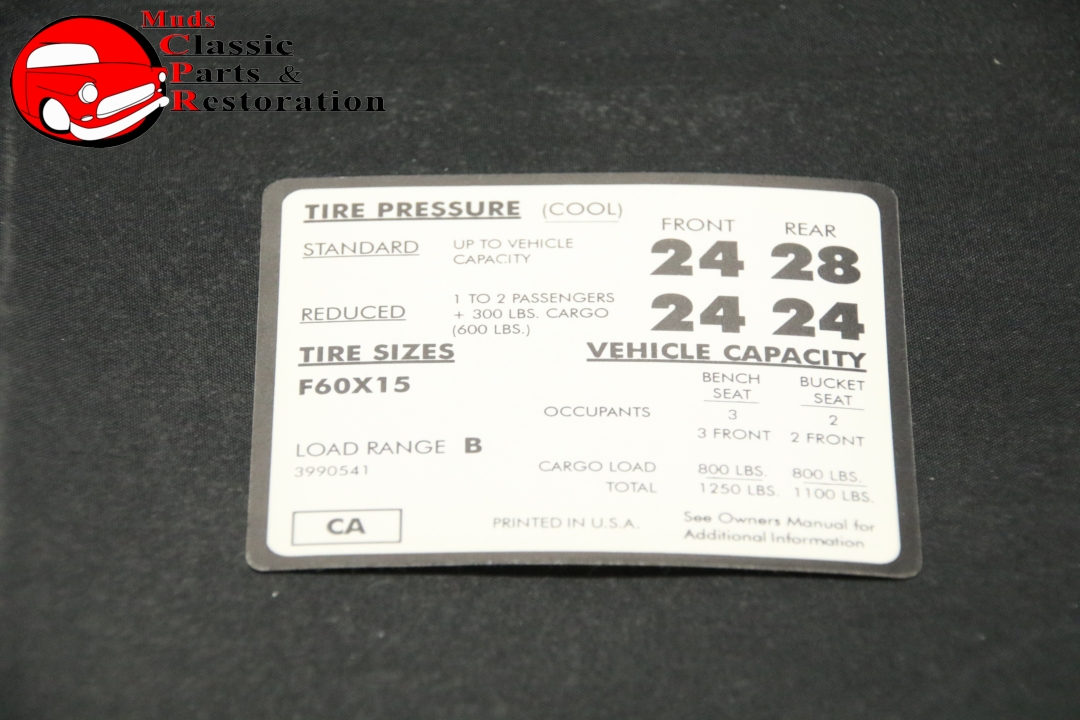 Muds
Classic
Parts &
Restoration
TIRE PRESSURE (COOL)
FRONT REAR
STANDARD UP TO VEHICLE CAPACITY 24 28
REDUCED 1 TO 2 PASSENGERS + 300 LBS. CARGO (600 LBS.) 24 24
TIRE SIZES VEHICLE CAPACITY
F60X15
BENCH SEAT BUCKET SEAT
OCCUPANTS 3 2
3 FRONT 2 FRONT
LOAD RANGE B
3990541
CARGO LOAD 800 LBS. 800 LBS.
TOTAL 1250 LBS. 1100 LBS.
CA
PRINTED IN U.S.A.
See Owners Manual for
Additional Information